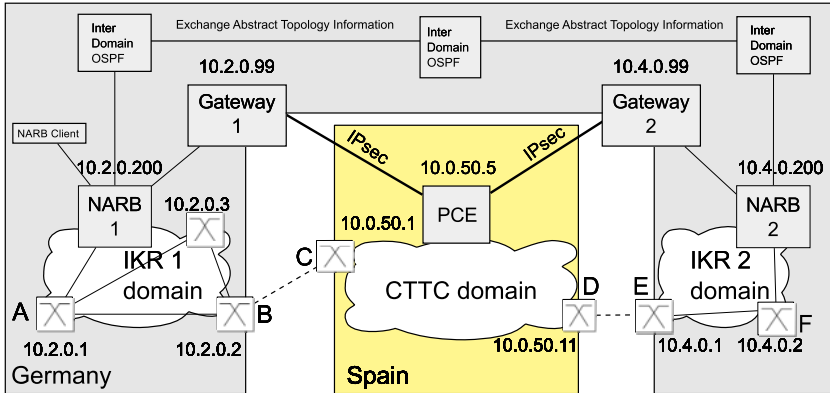 Exchange Abstract Topology Information
Exchange Abstract Topology Information
Inter
Domain
OSPF
Inter
Domain
OSPF
Inter
Domain
OSPF
10.2.0.99
10.4.0.99
Gateway
1
Gateway
2
NARB Client
IPsec
IPsec
10.2.0.200
10.0.50.5
10.4.0.200
NARB
1
10.2.0.3
10.0.50.1
PCE
NARB
2
IKR 1
domain
C
CTTC domain
IKR 2
domain
A
B
D
E
F
10.2.0.1
10.2.0.2
10.0.50.11
10.4.0.1
10.4.0.2
Germany
Spain